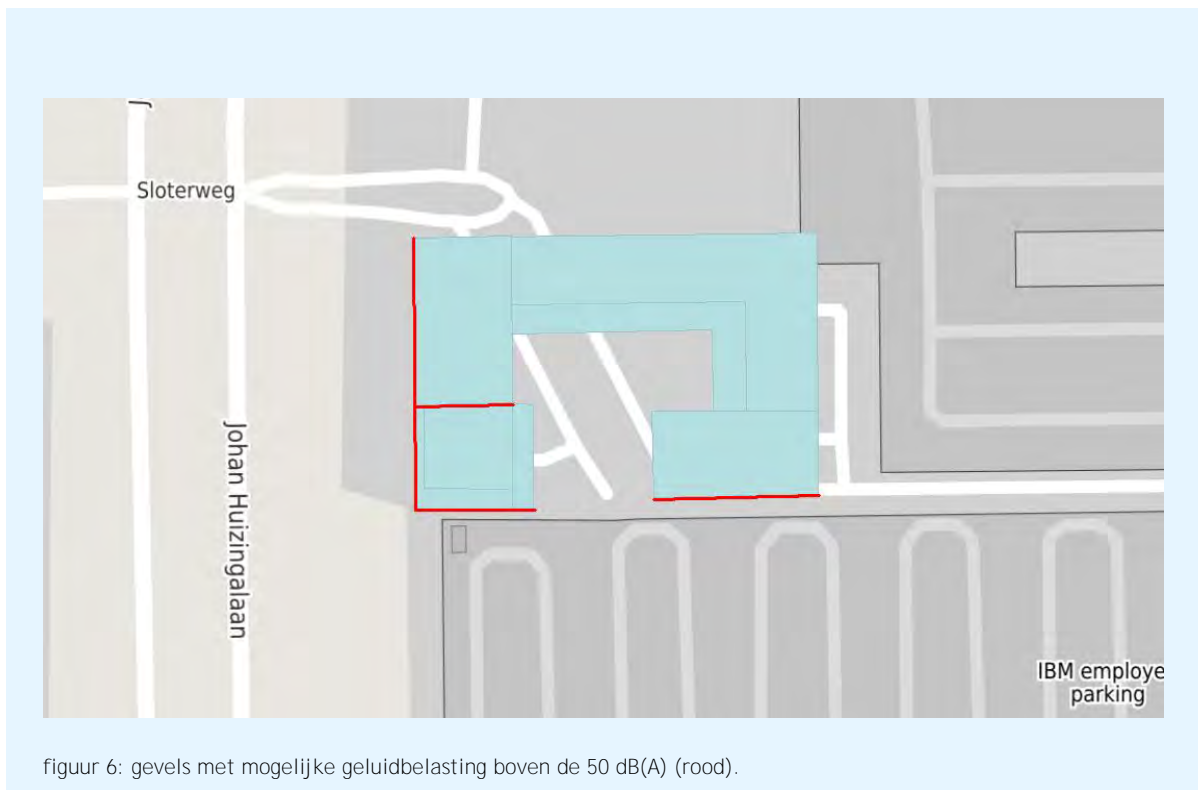 Sloterweg
Johan Huizingalaan
IBM employe
parking
figuur 6: gevels met mogelijke geluidbelasting boven de 50 dB(A) (rood).